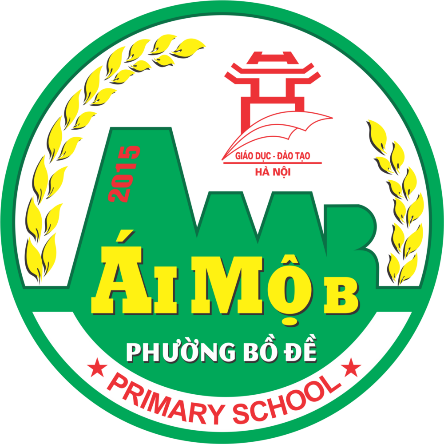 GIÁO DỤC - ĐÀO TẠO
HÀ NỘI
2015
ÁI MỘ B
PHƯỜNG BỒ ĐỀ
★ PRIMARY SCHOOL ★